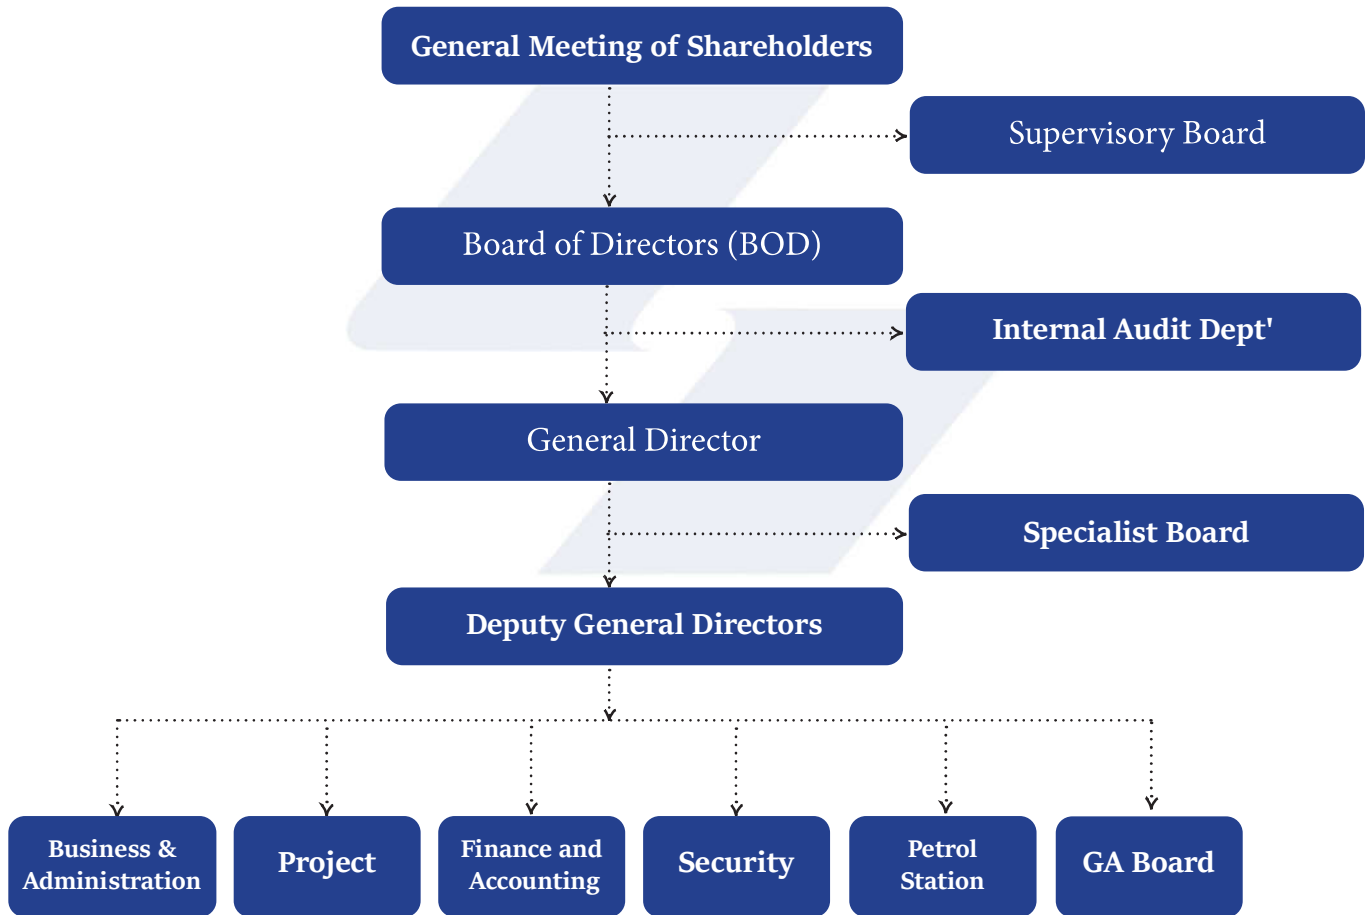 General Meeting of Shareholders
Supervisory Board
Board of Directors (BOD)
Internal Audit Dept'
General Director
Specialist Board
Deputy General Directors
Business &
Administration
Project
Finance and
Accounting
Security
Petrol
Station
GA Board